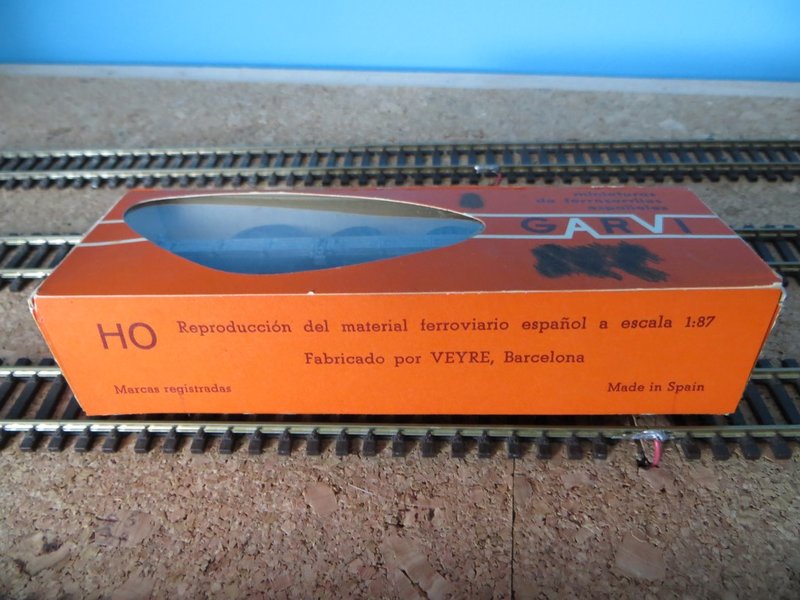 miniaturas
de ferrocarriles
españoles
GARVI
HO Reproducción del material ferroviario español a escala 1:87
Fabricado por VEYRE, Barcelona
Marcas registradas Made in Spain